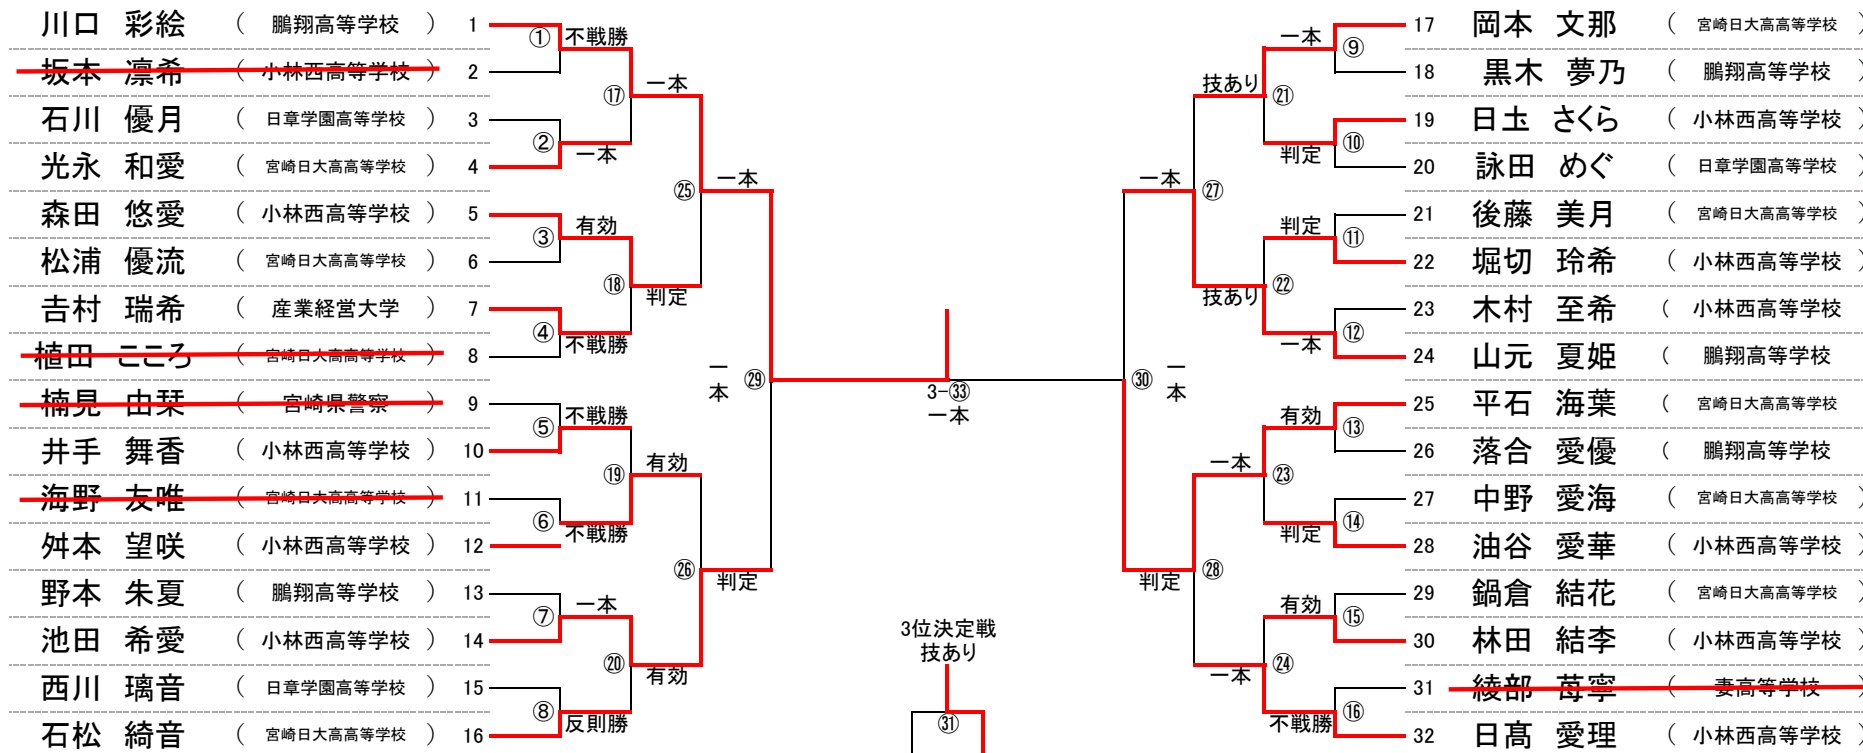 川口 彩絵 （ 鵬翔高等学校 ） 1
坂本 凛希 （ 小林西高等学校 ） 2
石川 優月 （ 日章学園高等学校 ） 3
光永 和愛 （ 宮崎日大高高等学校 ） 4
森田 悠愛 （ 小林西高等学校 ） 5
松浦 優流 （ 宮崎日大高高等学校 ） 6
吉村 瑞希 （ 産業経営大学 ） 7
植田 こころ （ 宮崎日大高高等学校 ） 8
楠見 由栞 （ 宮崎県警察 ） 9
井手 舞香 （ 小林西高等学校 ） 10
海野 友唯 （ 宮崎日大高高等学校 ） 11
舛本 望咲 （ 小林西高等学校 ） 12
野本 朱夏 （ 鵬翔高等学校 ） 13
池田 希愛 （ 小林西高等学校 ） 14
西川 璃音 （ 日章学園高等学校 ） 15
石松 綺音 （ 宮崎日大高高等学校 ） 16
① 不戦勝
② 一本
③ 有効
④ 不戦勝
⑤ 不戦勝
⑥ 不戦勝
⑦ 一本
⑧ 反則勝
⑰ 一本
⑱ 判定
⑲ 有効
⑳ 有効
㉕ 一本
㉖ 判定
一本 ㉙
3-㉝
一本
3位決定戦
技あり
㉛
㉚ 一本
一本 ㉗
判定 ㉘
技あり ㉑
技あり ㉒
一本 ㉓
一本 ㉔
一本 ⑨
判定 ⑩
判定 ⑪
一本 ⑫
有効 ⑬
判定 ⑭
有効 ⑮
不戦勝 ⑯
17 岡本 文那 （ 宮崎日大高高等学校 ）
18 黒木 夢乃 （ 鵬翔高等学校 ）
19 日圡 さくら （ 小林西高等学校 ）
20 詠田 めぐ （ 日章学園高等学校 ）
21 後藤 美月 （ 宮崎日大高高等学校 ）
22 堀切 玲希 （ 小林西高等学校 ）
23 木村 至希 （ 小林西高等学校
24 山元 夏姫 （ 鵬翔高等学校
25 平石 海葉 （ 宮崎日大高高等学校
26 落合 愛優 （ 鵬翔高等学校
27 中野 愛海 （ 宮崎日大高高等学校 ）
28 油谷 愛華 （ 小林西高等学校 ）
29 鍋倉 結花 （ 宮崎日大高高等学校 ）
30 林田 結李 （ 小林西高等学校 ）
31 綾部 苺寧 （ 妻高等学校 ）
32 日髙 愛理 （ 小林西高等学校 ）